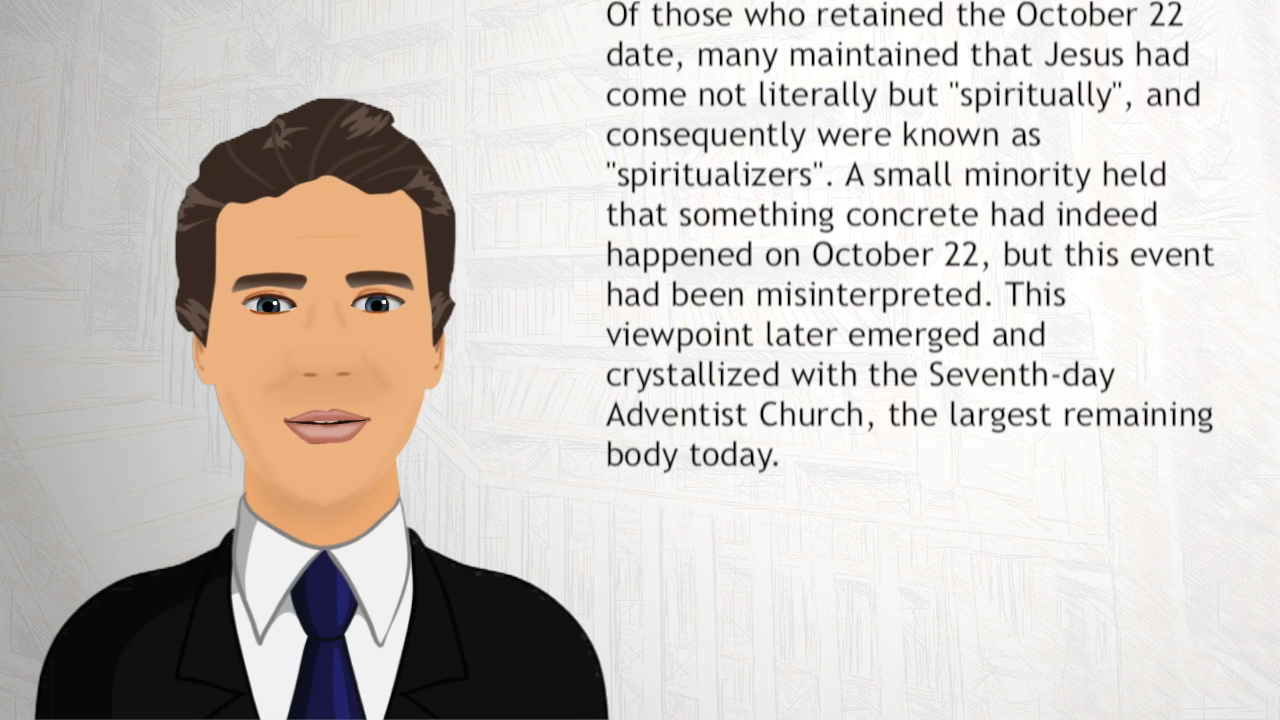 Of those who retained the October 22
date, many maintained that Jesus had
come not literally but "spiritually", and
consequently were known as
"spiritualizers". A small minority held
that something concrete had indeed
happened on October 22, but this event
had been misinterpreted. This
viewpoint later emerged and
crystallized with the Seventh-day
Adventist Church, the largest remaining
body today.